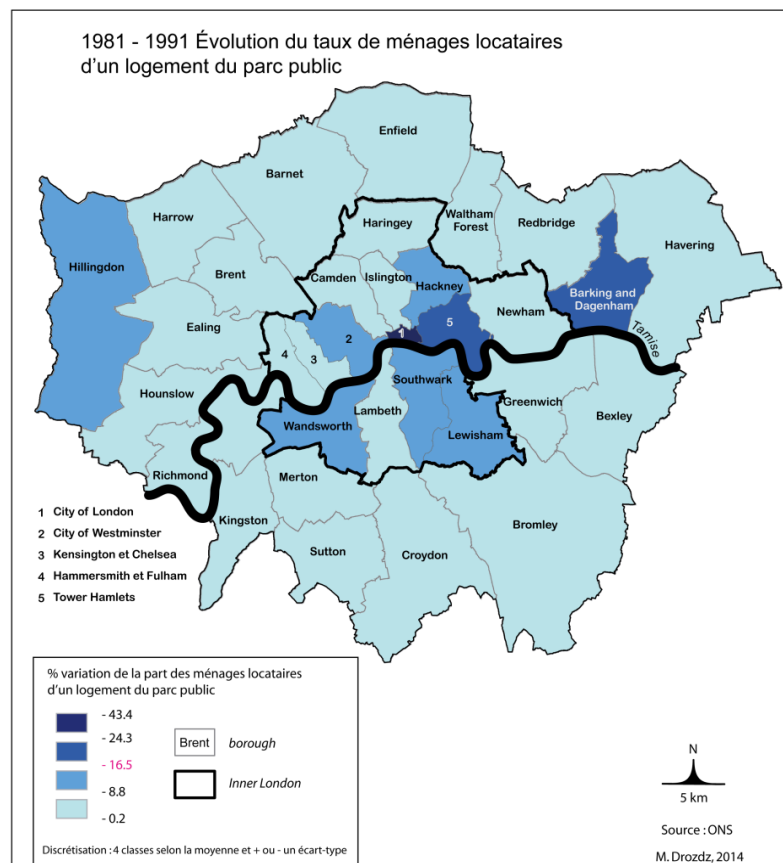 1981 - 1991 Évolution du taux de ménages locataires
d'un logement du parc public
Enfield
Barnet
Harrow
Haringey
Waltham
Forest
Redbridge
Havering
Hillingdon
Brent
Camden
Islington
Hackney
Barking and
Dagenham
Ealing
Newham
1
5
2
4
3
Tamise
Hounslow
Southwark
Wandsworth
Lambeth
Greenwich
Bexley
Lewisham
Richmond
Merton
Kingston
Bromley
Sutton
Croydon
1 City of London
2 City of Westminster
3 Kensington et Chelsea
4 Hammersmith et Fulham
5 Tower Hamlets
% variation de la part des ménages locataires
d'un logement du parc public
- 43.4
- 24.3
- 16.5
- 8.8
- 0.2
Brent borough
Inner London
Discrétisation : 4 classes selon la moyenne et + ou - un écart-type
N
5 km
Source : ONS
M. Drozdz, 2014